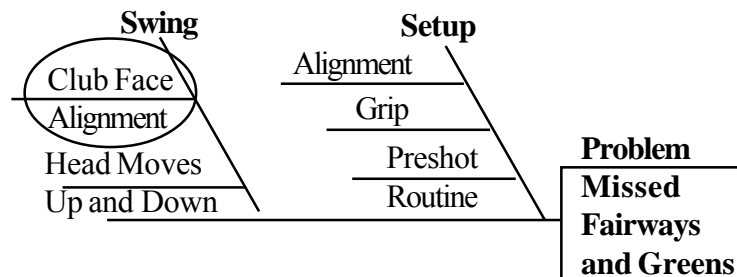 Swing
Club Face
Alignment
Head Moves
Up and Down
Setup
Alignment
Grip
Preshot
Routine
Problem
Missed
Fairways
and Greens